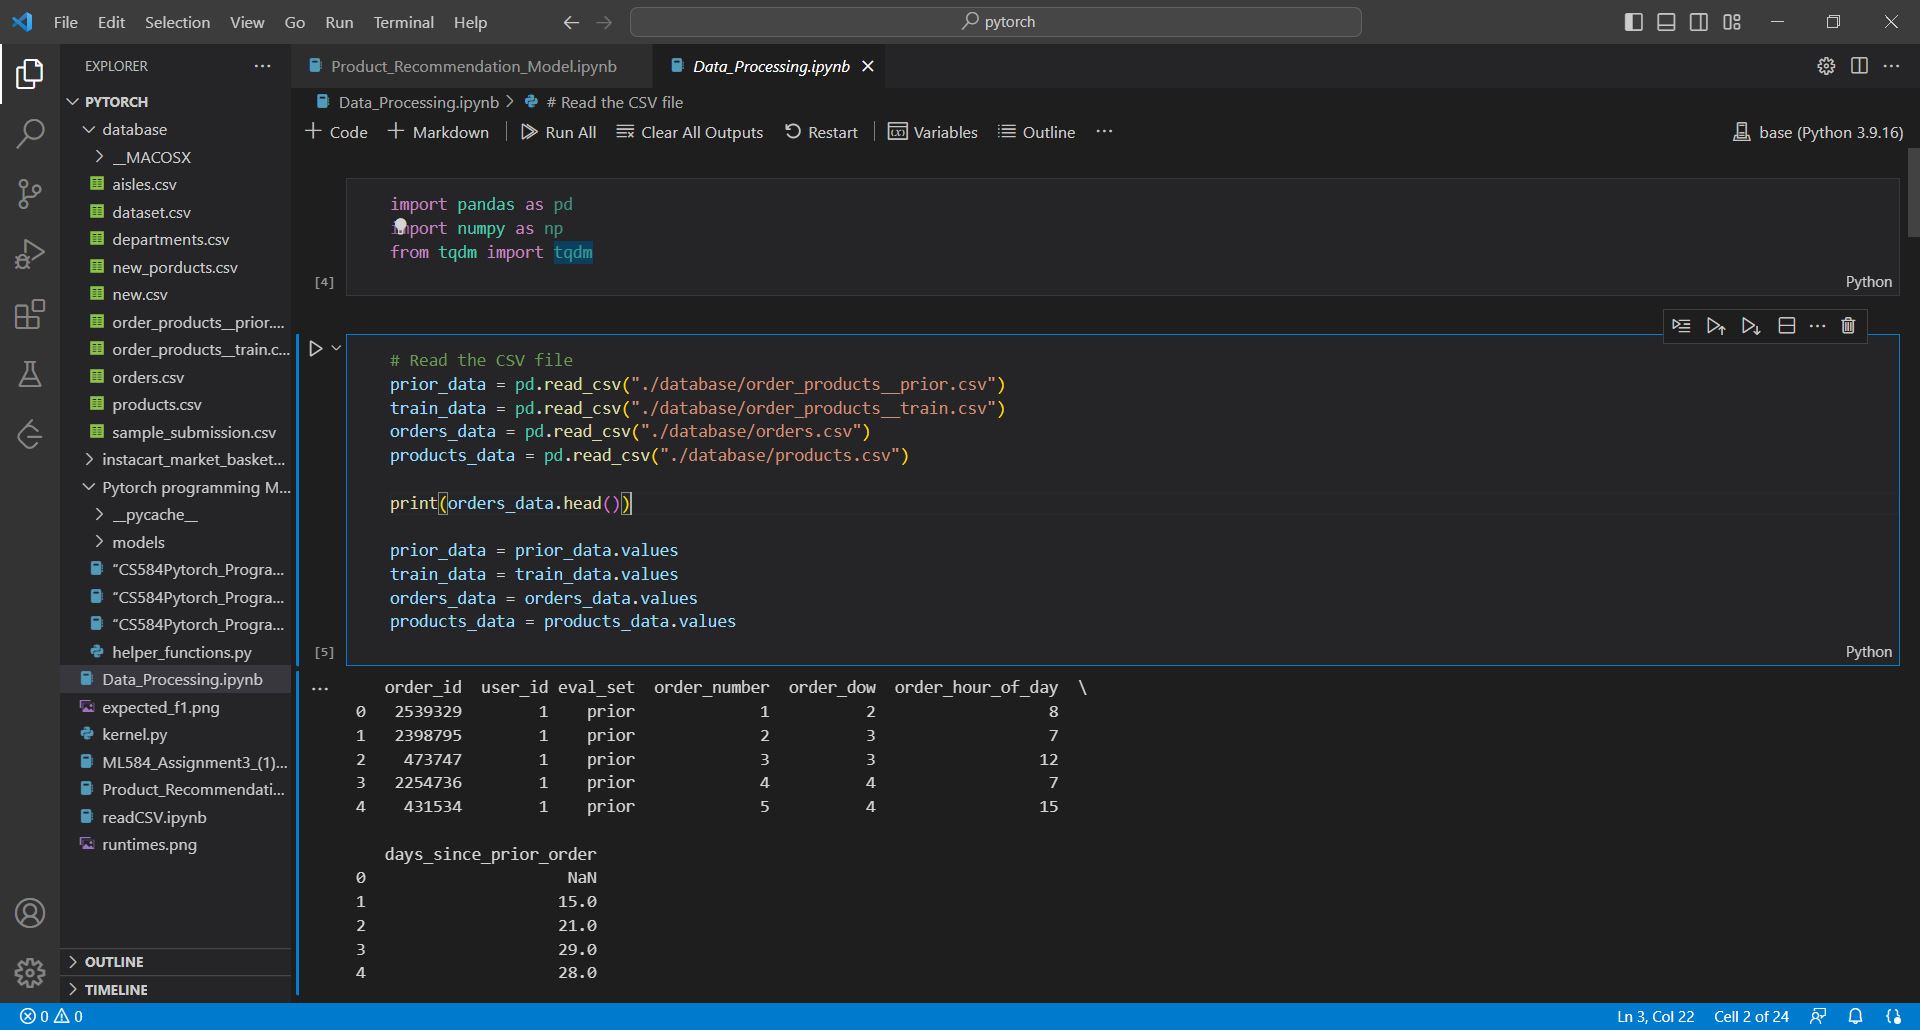 File Edit Selection View Go Run Terminal Help
pytorch
EXPLORER
Product_Recommendation_Model.ipynb
Data_Processing.ipynb
PYTORCH
database
__MACOSX
aisles.csv
dataset.csv
departments.csv
new_porducts.csv
new.csv
order_products__prior....
order_products__train.c...
orders.csv
products.csv
sample_submission.csv
instacart_market_basket...
Pytorch programming M...
__pycache__
models
“CS584Pytorch_Progra...
“CS584Pytorch_Progra...
“CS584Pytorch_Progra...
helper_functions.py
Data_Processing.ipynb
expected_f1.png
kernel.py
ML584_Assignment3_(1)...
Product_Recommendati...
readCSV.ipynb
runtimes.png
OUTLINE
TIMELINE
Data_Processing.ipynb > # Read the CSV file
+ Code + Markdown Run All Clear All Outputs Restart Variables Outline ···
base (Python 3.9.16)
import pandas as pd
import numpy as np
from tqdm import tqdm
[4]
Python
# Read the CSV file
prior_data = pd.read_csv("./database/order_products__prior.csv")
train_data = pd.read_csv("./database/order_products__train.csv")
orders_data = pd.read_csv("./database/orders.csv")
products_data = pd.read_csv("./database/products.csv")
print(orders_data.head())
prior_data = prior_data.values
train_data = train_data.values
orders_data = orders_data.values
products_data = products_data.values
[5]
Python
order_id user_id eval_set order_number order_dow order_hour_of_day \
0 2539329 1 prior 1 2 8
1 2398795 1 prior 2 3 7
2 473747 1 prior 3 3 12
3 2254736 1 prior 4 4 7
4 431534 1 prior 5 4 15
days_since_prior_order
0 NaN
1 15.0
2 21.0
3 29.0
4 28.0
0 0
Ln 3, Col 22 Cell 2 of 24